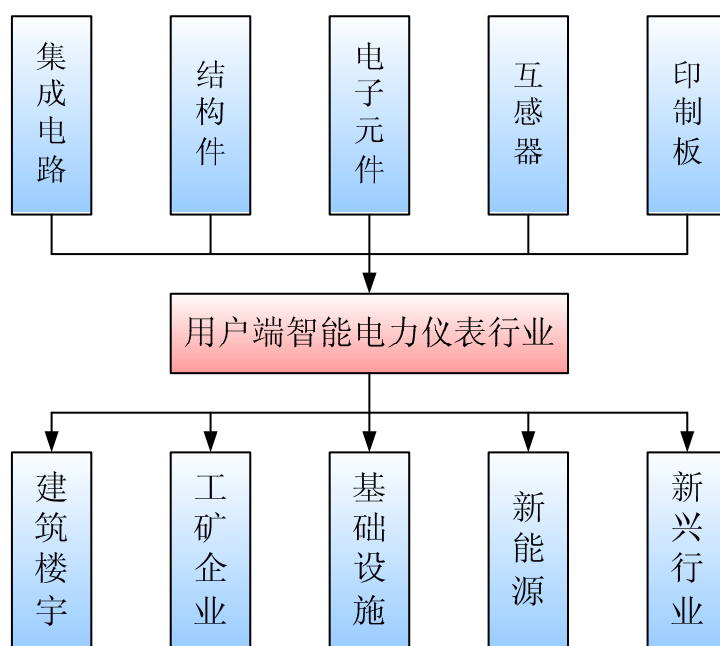 集成电路
结构件
电子元件
互感器
印制板
用户端智能电力仪表行业
建筑楼宇
工矿企业
基础设施
新能源
新兴行业